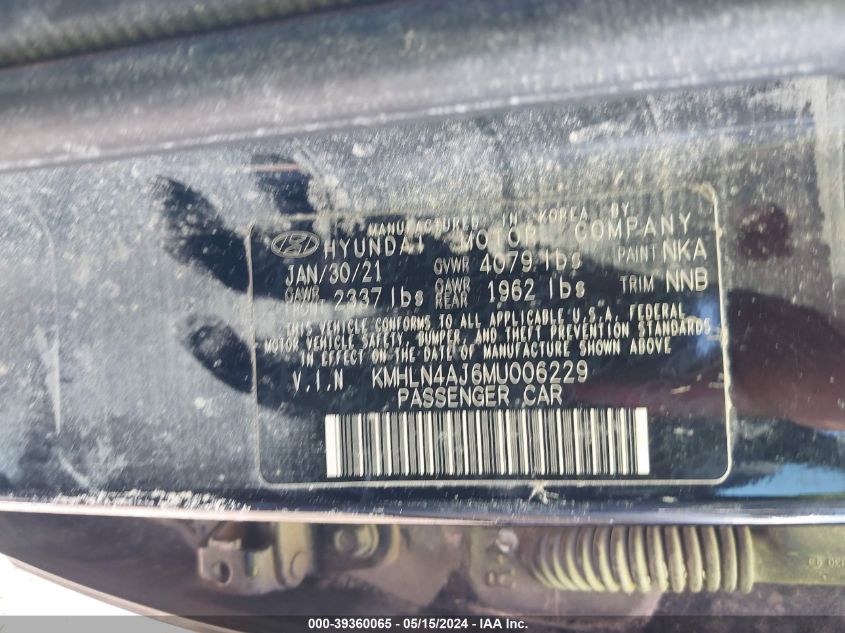 MANUFACTURED IN KOREA BY
HYUNDAI MOTOR COMPANY
JAN/30/21 GVWR 4079 lbs PAINT NKA
GAWR FRONT 2337 lbs GAWR REAR 1962 lbs TRIM NNB
THIS VEHICLE CONFORMS TO ALL APPLICABLE U.S.A. FEDERAL
MOTOR VEHICLE SAFETY, BUMPER, AND THEFT PREVENTION STANDARDS
IN EFFECT ON THE DATE OF MANUFACTURE SHOWN ABOVE
V.I.N KMHLN4AJ6MU006229
PASSENGER CAR
000-39360065 - 05/15/2024 - IAA Inc.